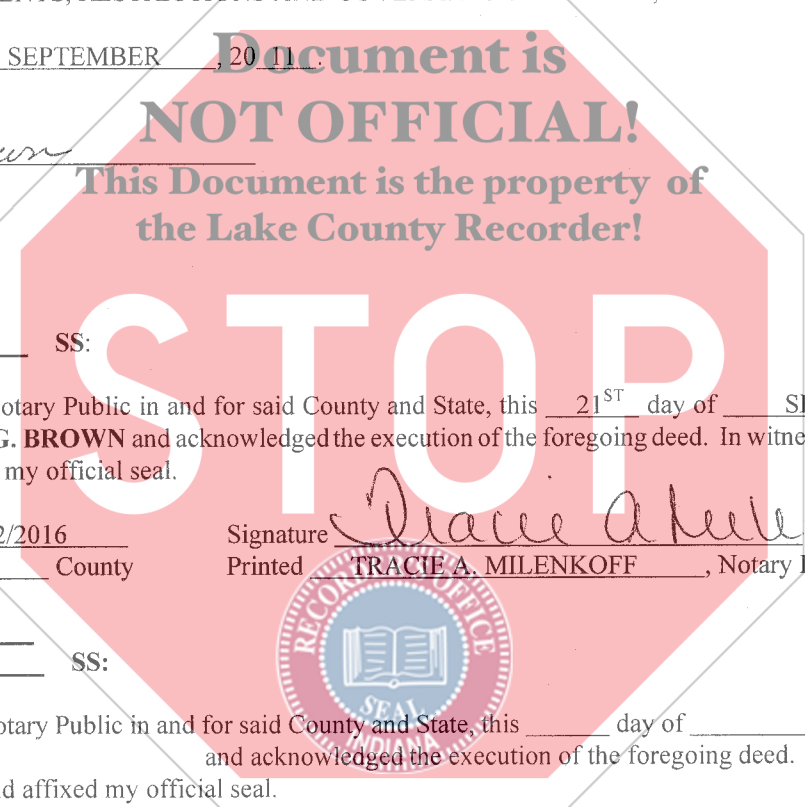 SEPTEMBER , 20 11 .
Document is
NOT OFFICIAL!
This Document is the property of
the Lake County Recorder!
STOP
SS:
otary Public in and for said County and State, this 21ST day of
G. BROWN and acknowledged the execution of the foregoing deed. In witne
my official seal.
2/2016 Signature Tracie A
County Printed TRACIE A. MILENKOFF , Notary
RECORDER'S OFFICE
SEAL
INDIANA
SS:
otary Public in and for said County and State, this day of
and acknowledged the execution of the foregoing deed.
d affixed my official seal.